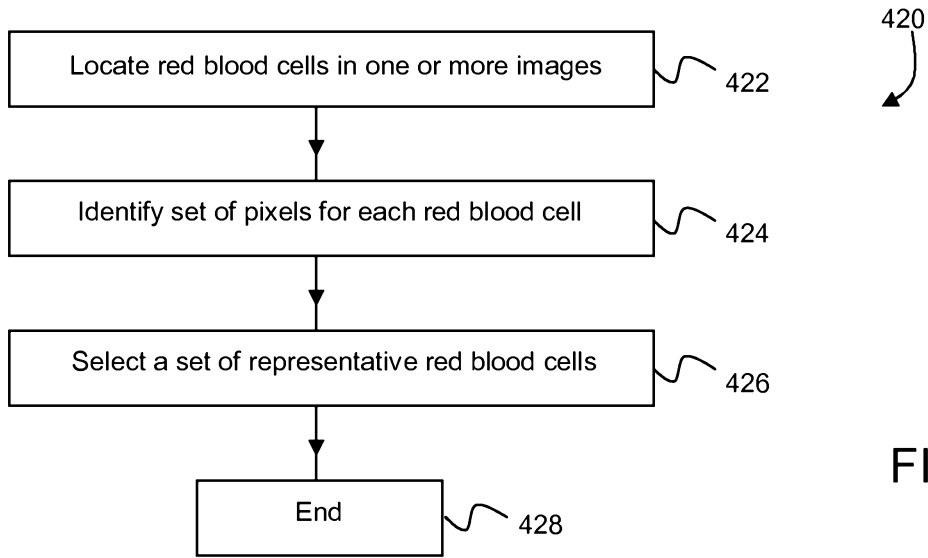 420
Locate red blood cells in one or more images
422
Identify set of pixels for each red blood cell
424
Select a set of representative red blood cells
426
FI
End
428